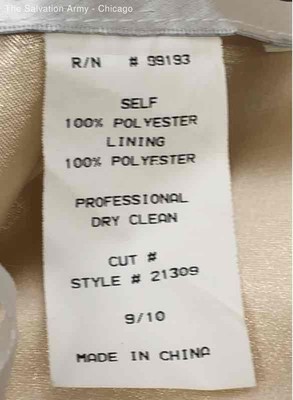 The Salvation Army - Chicago
R/N # 99193
SELF
100% POLYESTER
LINING
100% POLYESTER
PROFESSIONAL
DRY CLEAN
CUT #
STYLE # 21309
9/10
MADE IN CHINA